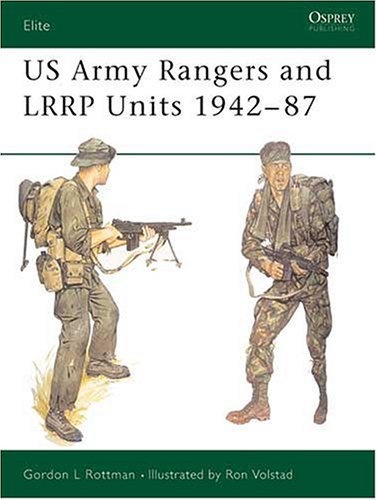 Elite
OSPREY
PUBLISHING
US Army Rangers and
LRRP Units 1942–87
Gordon L Rottman • Illustrated by Ron Volstad